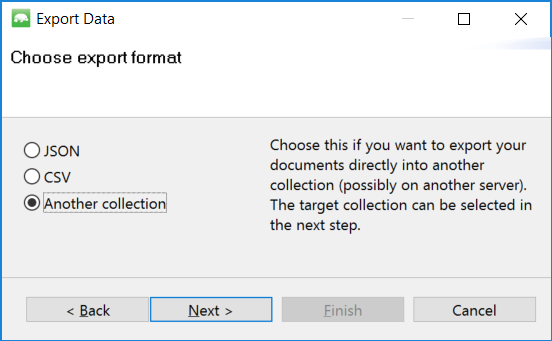 Export Data
Choose export format
JSON
CSV
Another collection
Choose this if you want to export your
documents directly into another
collection (possibly on another server).
The target collection can be selected in
the next step.
< Back
Next >
Finish
Cancel